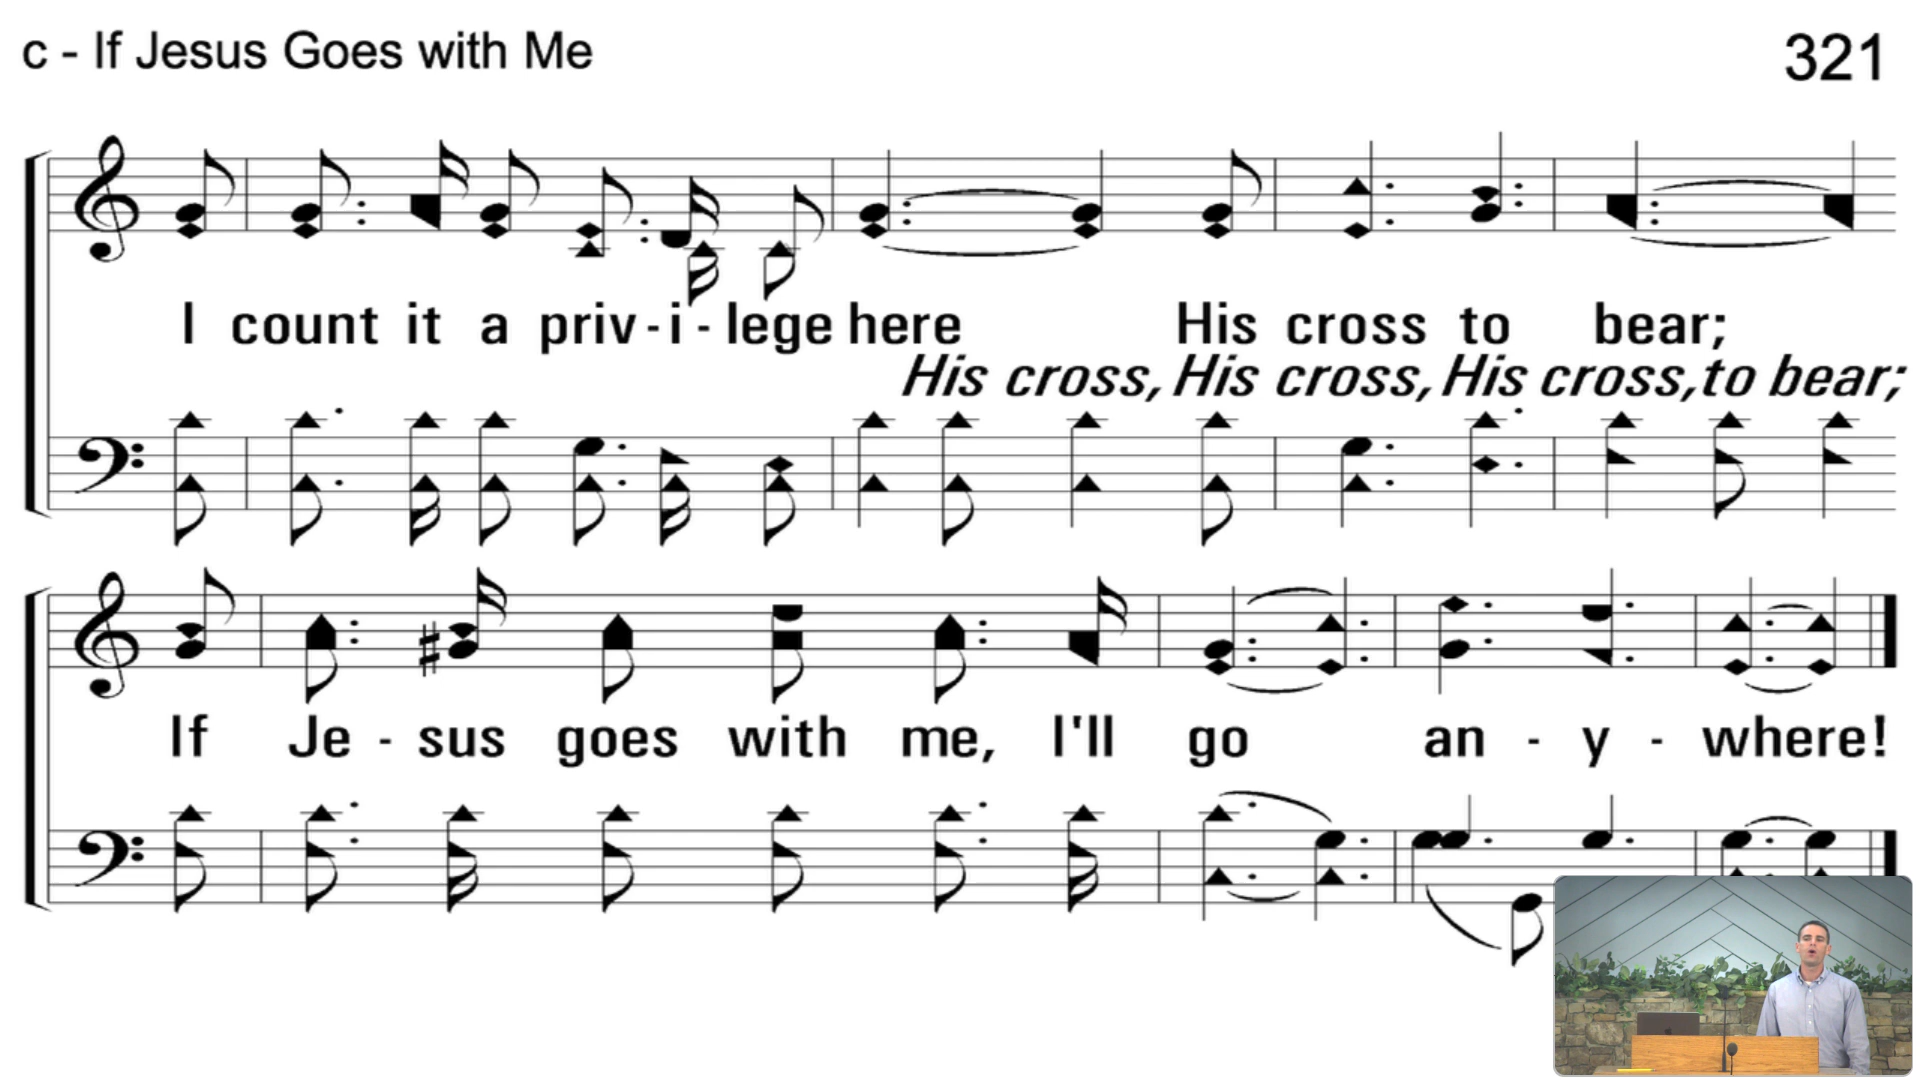 c - If Jesus Goes with Me
321
I count it a priv - i - lege here His cross to bear;
His cross, His cross, His cross, to bear;
If Je - sus goes with me, I'll go an - y - where!